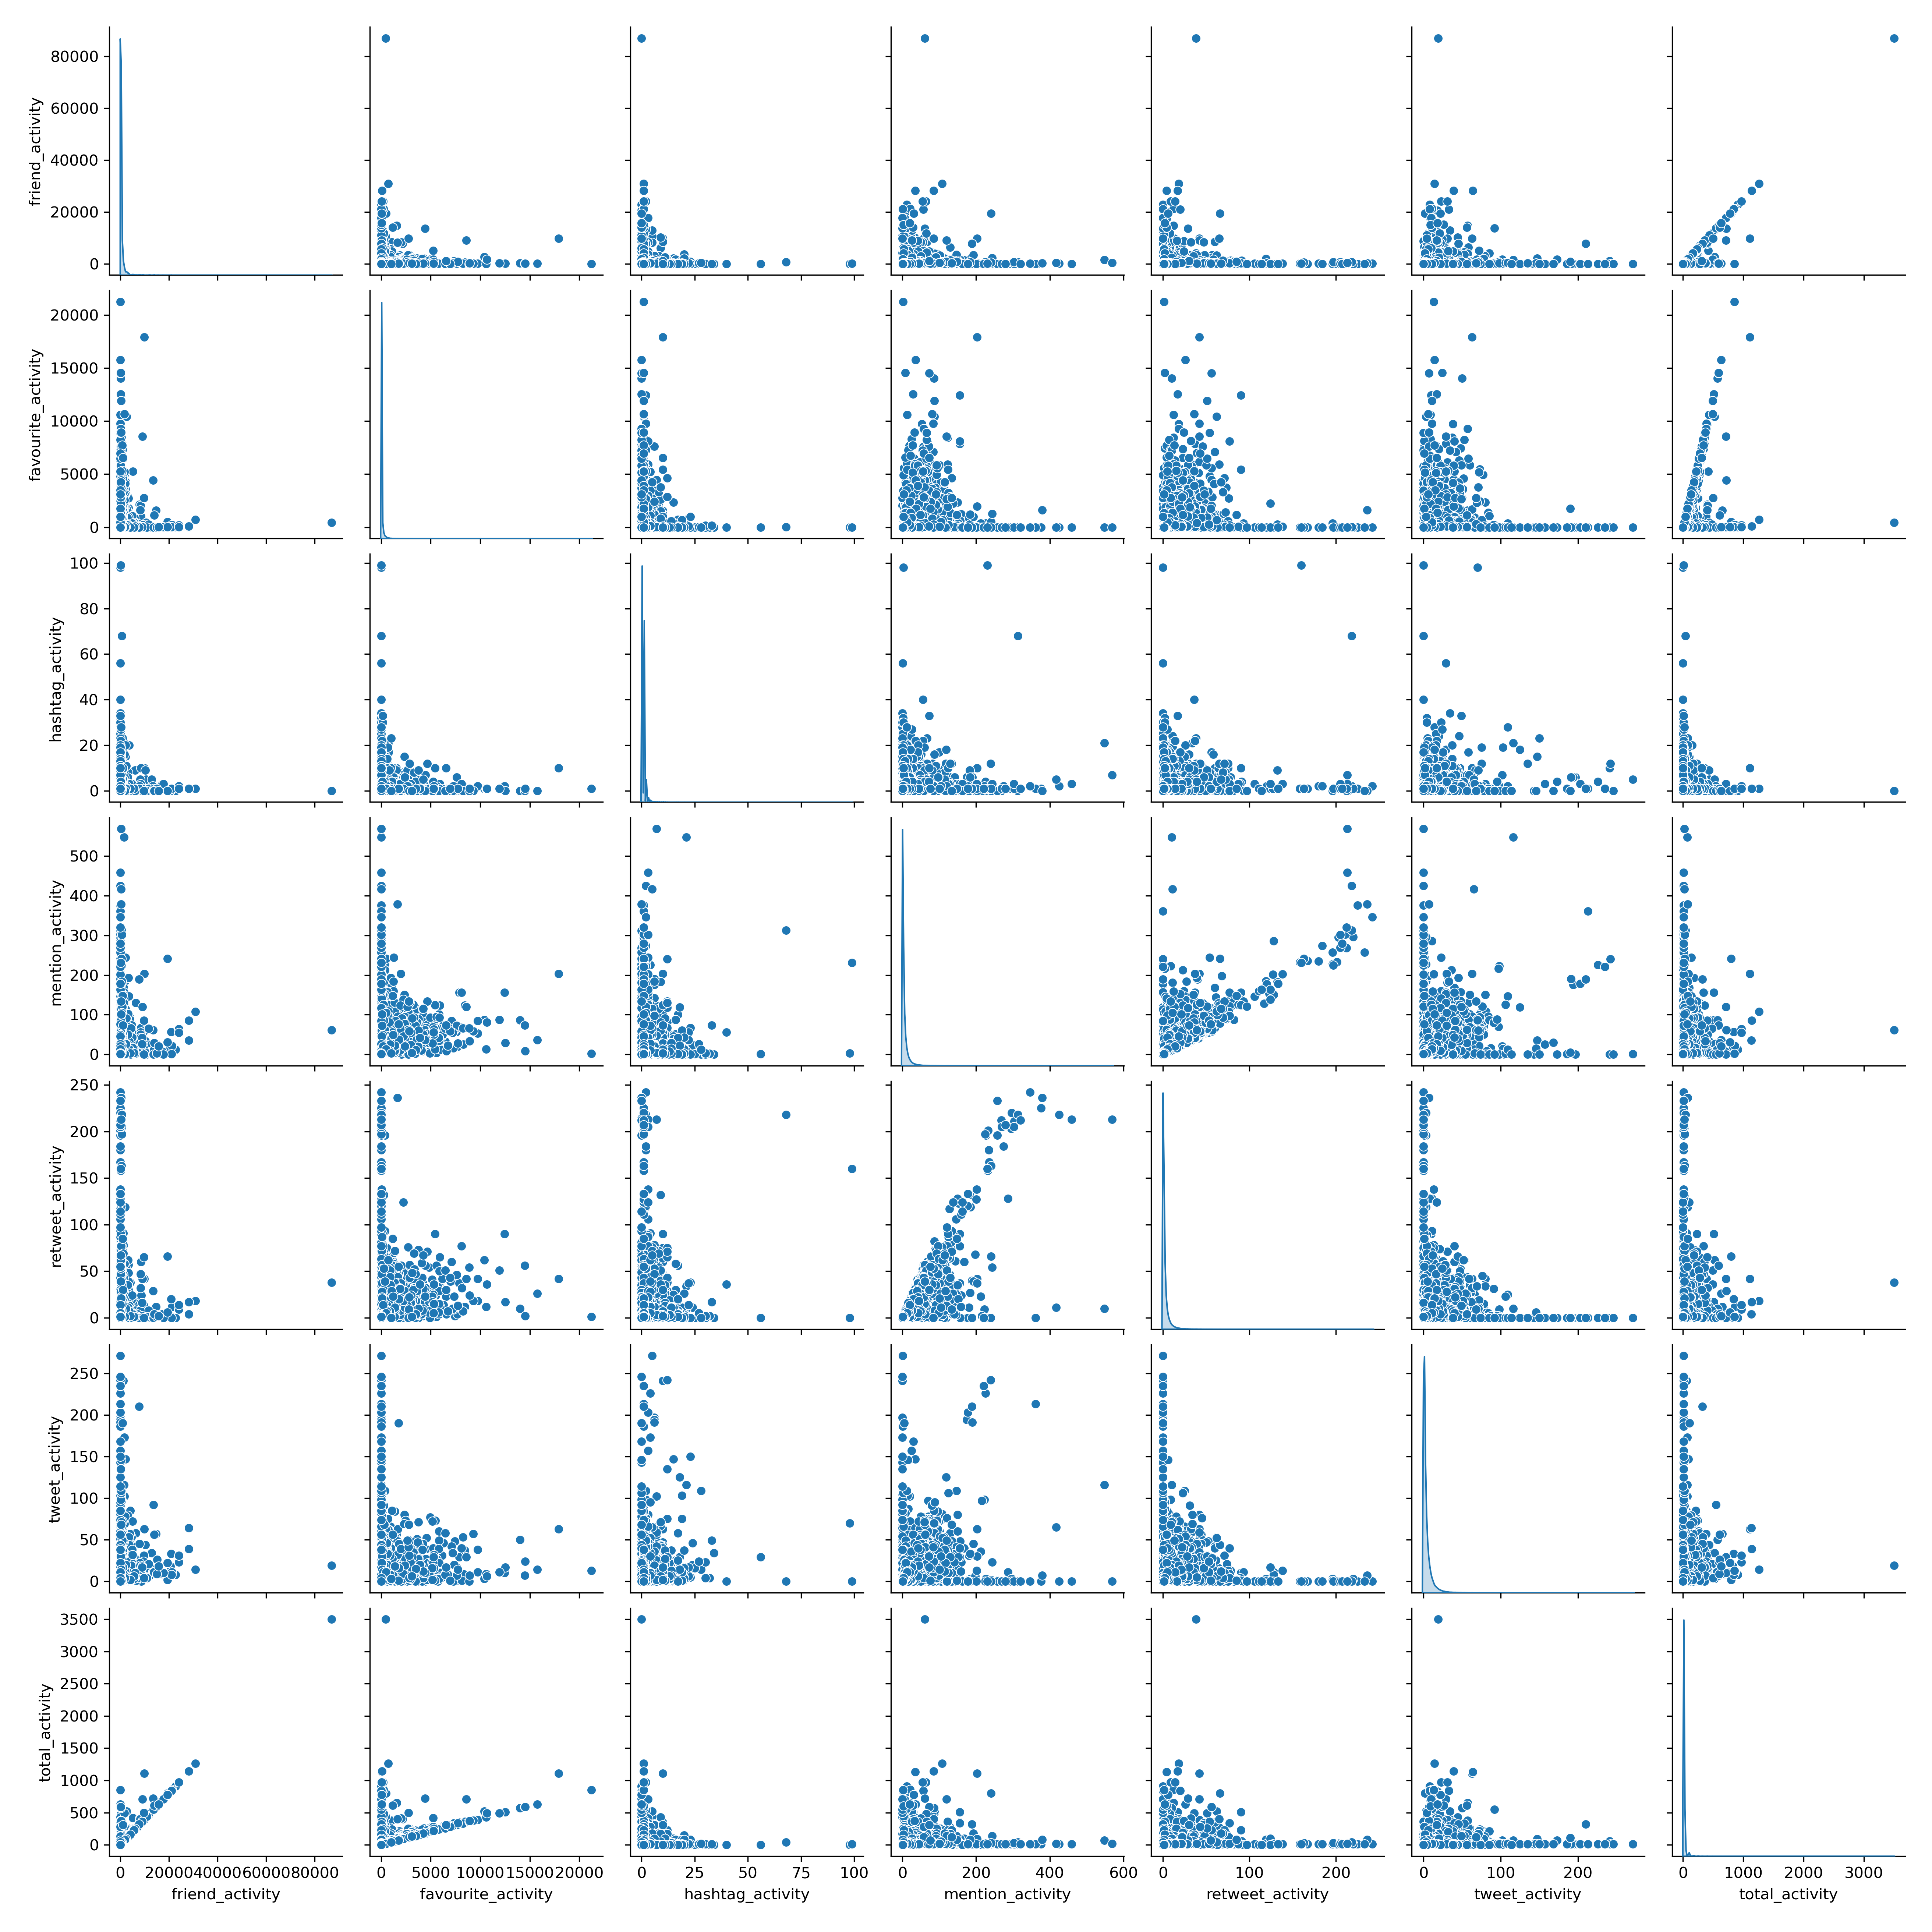 80000
60000
40000
20000
0
friend_activity
20000
15000
10000
5000
0
favourite_activity
100
80
60
40
20
0
hashtag_activity
500
400
300
200
100
0
mention_activity
250
200
150
100
50
0
retweet_activity
250
200
150
100
50
0
tweet_activity
3500
3000
2500
2000
1500
1000
500
0
total_activity
0 20000 40000 60000 80000
friend_activity
0 5000 10000 15000 20000
favourite_activity
0 25 50 75 100
hashtag_activity
0 200 400 600
mention_activity
0 100 200
retweet_activity
0 100 200
tweet_activity
0 1000 2000 3000
total_activity